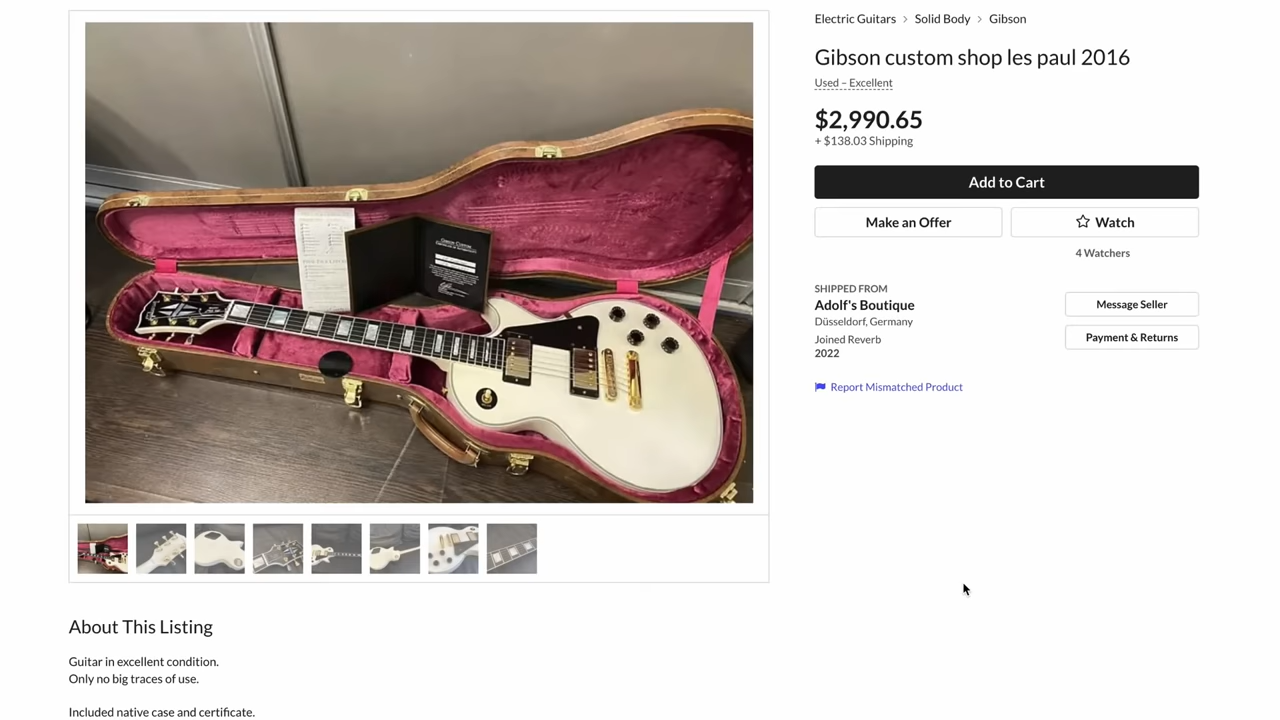 Electric Guitars > Solid Body > Gibson
Gibson custom shop les paul 2016
Used – Excellent
$2,990.65
+ $138.03 Shipping
Add to Cart
Make an Offer
Watch
4 Watchers
SHIPPED FROM
Adolf's Boutique
Düsseldorf, Germany
Joined Reverb
2022
Message Seller
Payment & Returns
Report Mismatched Product
About This Listing
Guitar in excellent condition.
Only no big traces of use.
Included native case and certificate.